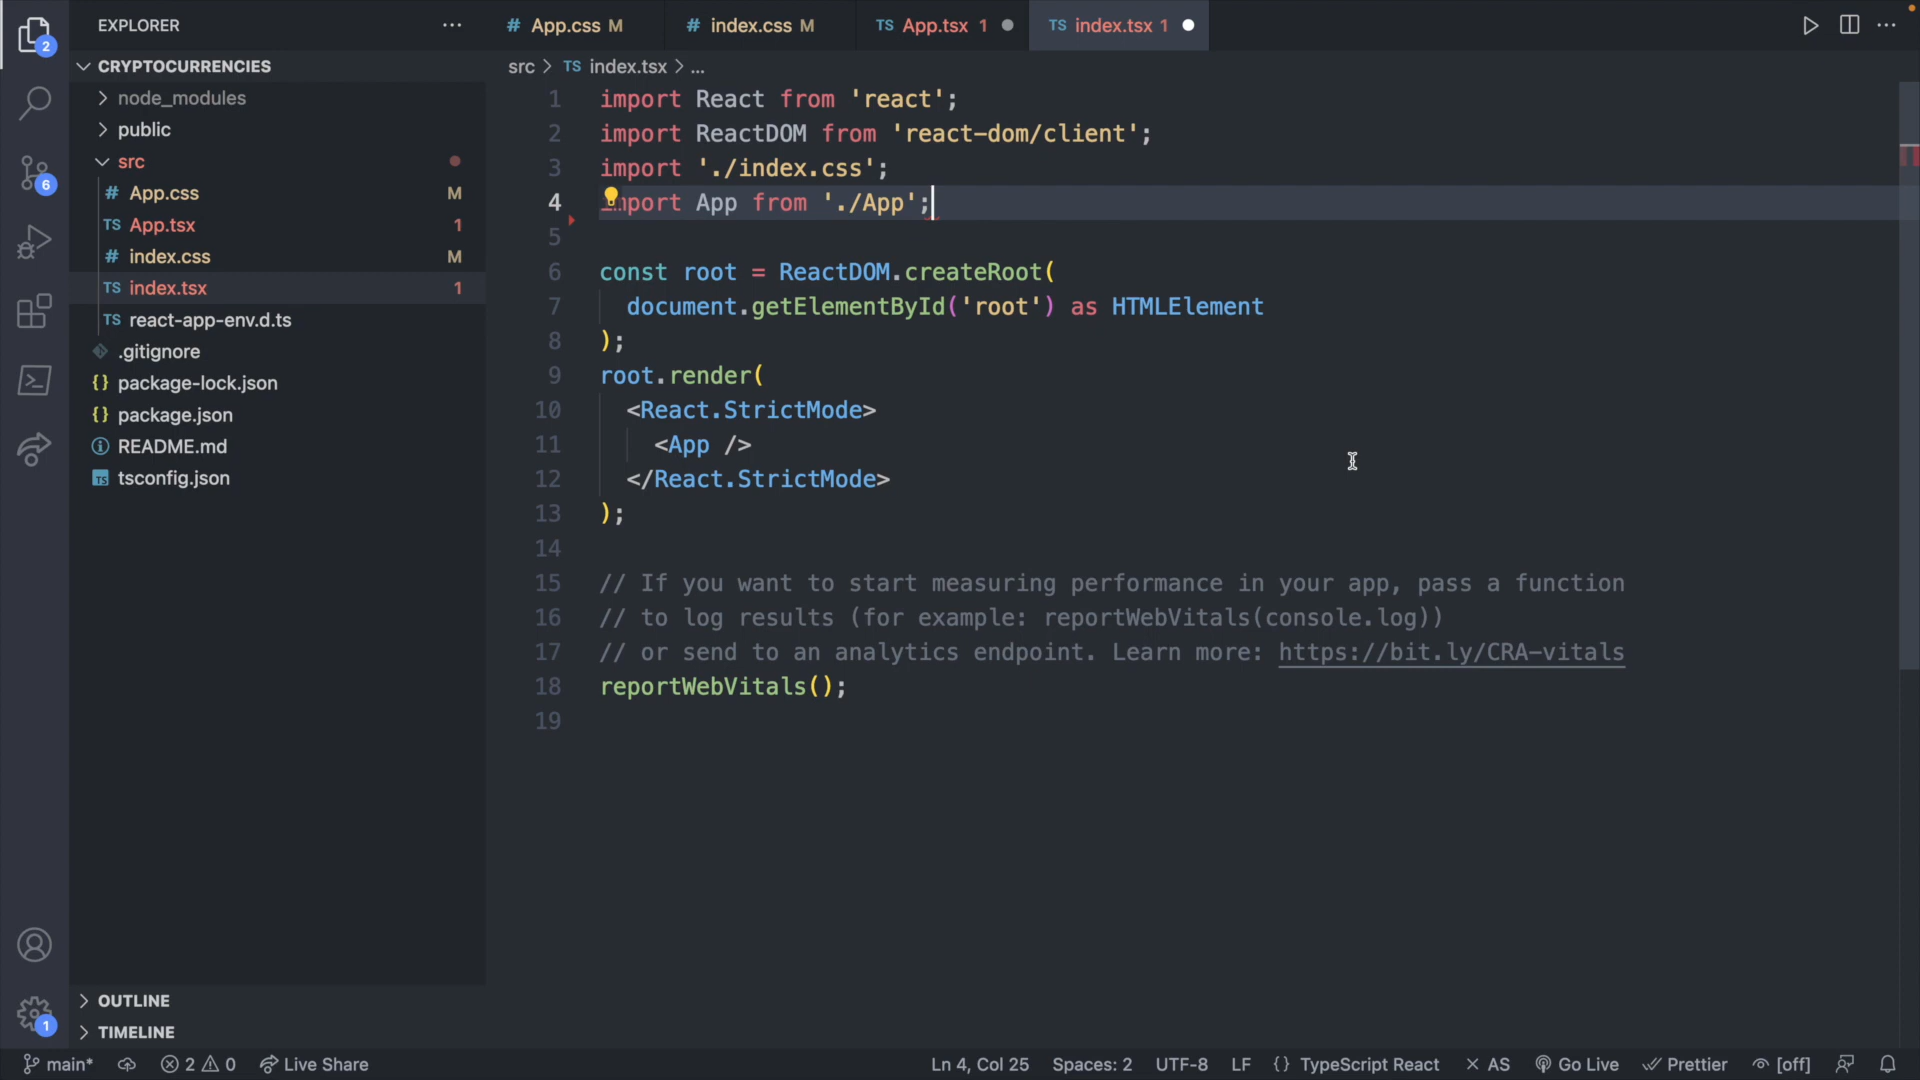 EXPLORER
App.css M
index.css M
TS App.tsx 1
TS index.tsx 1
2
CRYPTOCURRENCIES
src > TS index.tsx > ...
node_modules
public
src
# App.css M
TS App.tsx 1
# index.css M
TS index.tsx 1
TS react-app-env.d.ts
.gitignore
{} package-lock.json
{} package.json
README.md
TS tsconfig.json
6
1 import React from 'react';
2 import ReactDOM from 'react-dom/client';
3 import './index.css';
4 import App from './App';
5
6 const root = ReactDOM.createRoot(
7 document.getElementById('root') as HTMLElement
8 );
9 root.render(
10 <React.StrictMode>
11 <App />
12 </React.StrictMode>
13 );
14
15 // If you want to start measuring performance in your app, pass a function
16 // to log results (for example: reportWebVitals(console.log))
17 // or send to an analytics endpoint. Learn more: https://bit.ly/CRA-vitals
18 reportWebVitals();
19
OUTLINE
1
TIMELINE
main* 2 0 Live Share Ln 4, Col 25 Spaces: 2 UTF-8 LF {} TypeScript React × AS Go Live Prettier [off]